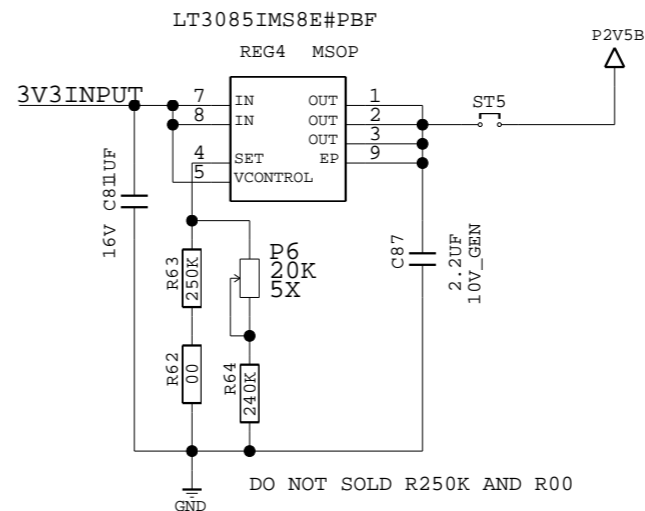 LT3085IMS8E#PBF
REG4 MSOP
P2V5B
3V3INPUT
7 IN OUT 1
8 IN OUT 2
OUT 3
4 SET EP 9
5 VCONTROL
ST5
16V C81 1UF
P6
20K
5X
R63
250K
R62
00
R64
240K
C87
2.2UF
10V_GEN
GND
DO NOT SOLD R250K AND R00